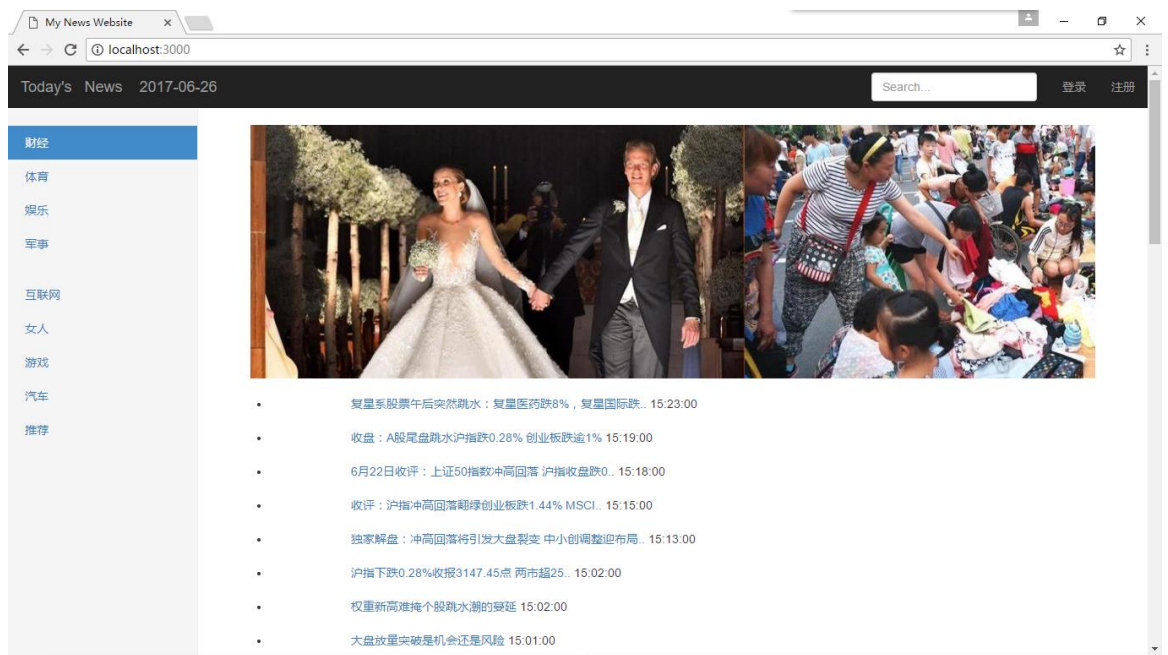 My News Website
localhost:3000
Today's News 2017-06-26 Search... 登录 注册
财经
体育
娱乐
军事
互联网
女人
游戏
汽车
推荐
复星系股票午后突然跳水：复星医药跌8%，复星国际跌.. 15:23:00
收盘：A股尾盘跳水沪指跌0.28% 创业板跌逾1% 15:19:00
6月22日收评：上证50指数冲高回落 沪指收盘跌0.. 15:18:00
收评：沪指冲高回落翻绿创业板跌1.44% MSCI.. 15:15:00
独家解盘：冲高回落将引发大盘裂变 中小创调整迎布局.. 15:13:00
沪指下跌0.28%收报3147.45点 两市超25.. 15:02:00
权重新高难掩个股跳水潮的蔓延 15:02:00
大盘放量突破是机会还是风险 15:01:00